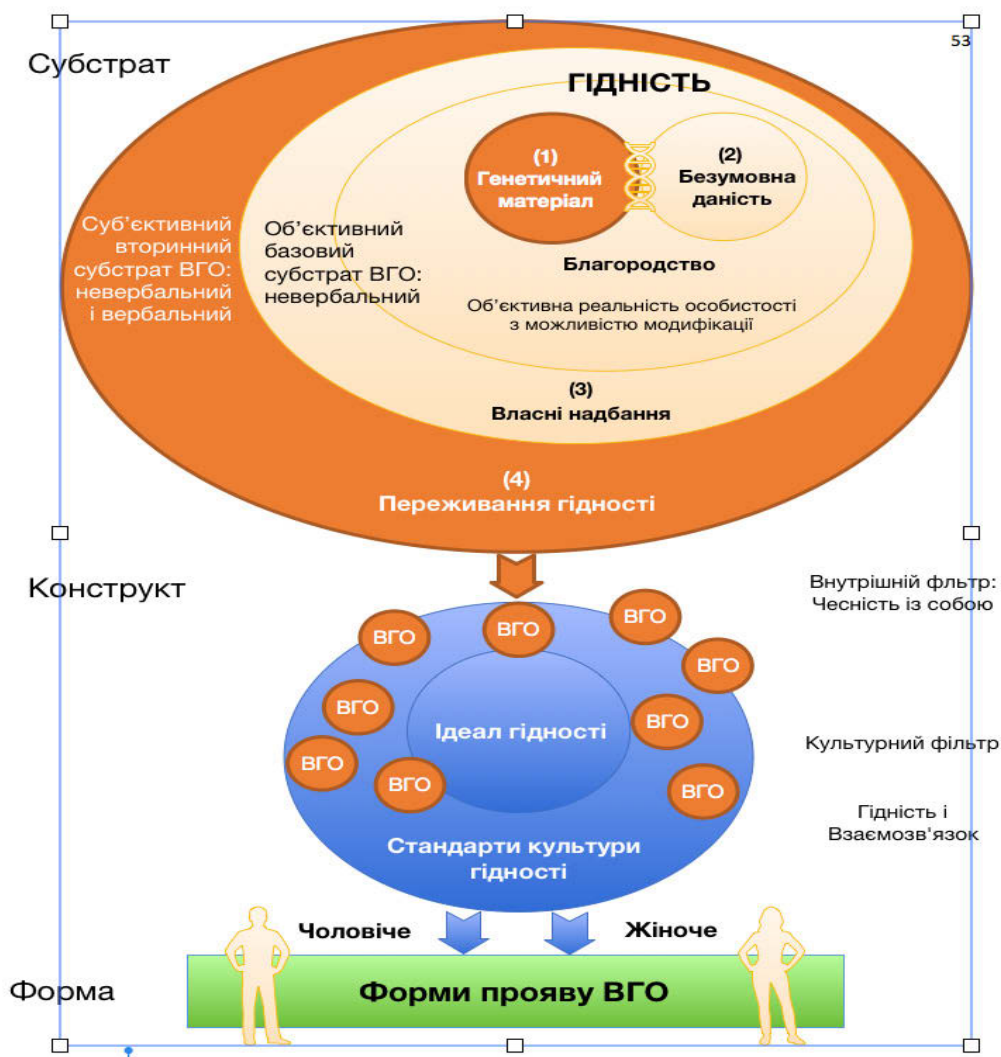 53
Субстрат
ГІДНІСТЬ
(1)
Генетичний
матеріал
(2)
Безумовна
даність
Суб’єктивний
вторинний
субстрат ВГО:
невербальний
і вербальний
Об’єктивний
базовий
субстрат ВГО:
невербальний
Благородство
Об’єктивна реальність особистості
з можливістю модифікації
(3)
Власні надбання
(4)
Переживання гідності
Конструкт
Внутрішній фльтр:
Чесність із собою
ВГО
ВГО
ВГО
ВГО
ВГО
ВГО
ВГО
ВГО
ВГО
Ідеал гідності
Культурний фільтр
Гідність і
Взаємозв'язок
Стандарти культури
гідності
Чоловіче
Жіноче
Форма
Форми прояву ВГО